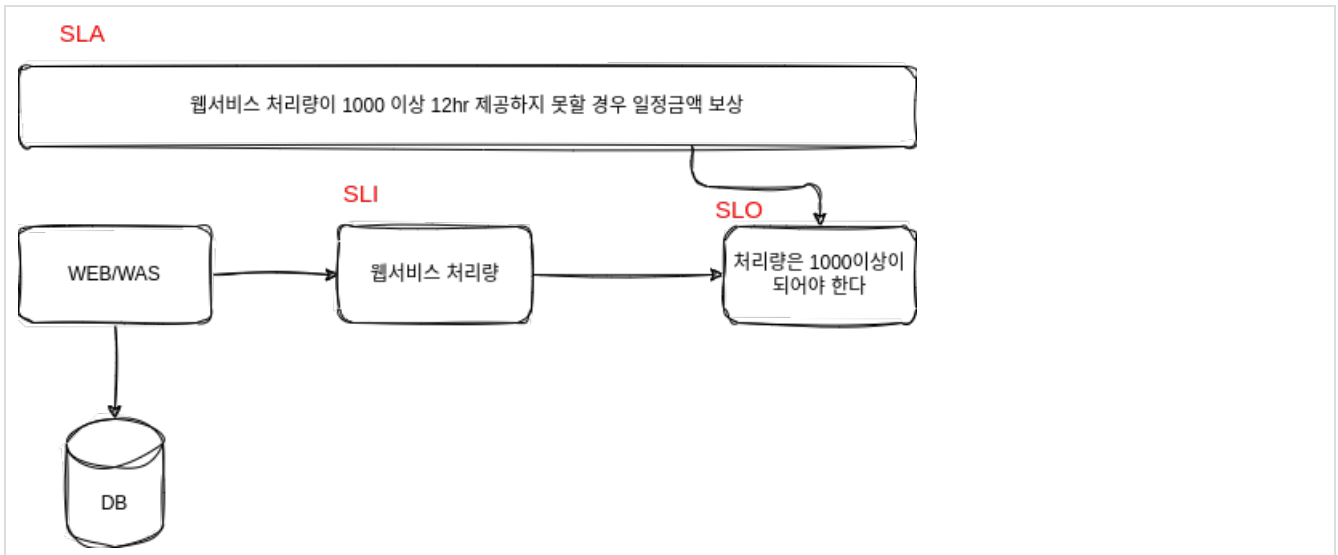 SLA
웹서비스 처리량이 1000 이상 12hr 제공하지 못할 경우 일정금액 보상
SLI
SLO
WEB/WAS
웹서비스 처리량
처리량은 1000이상이
되어야 한다
DB